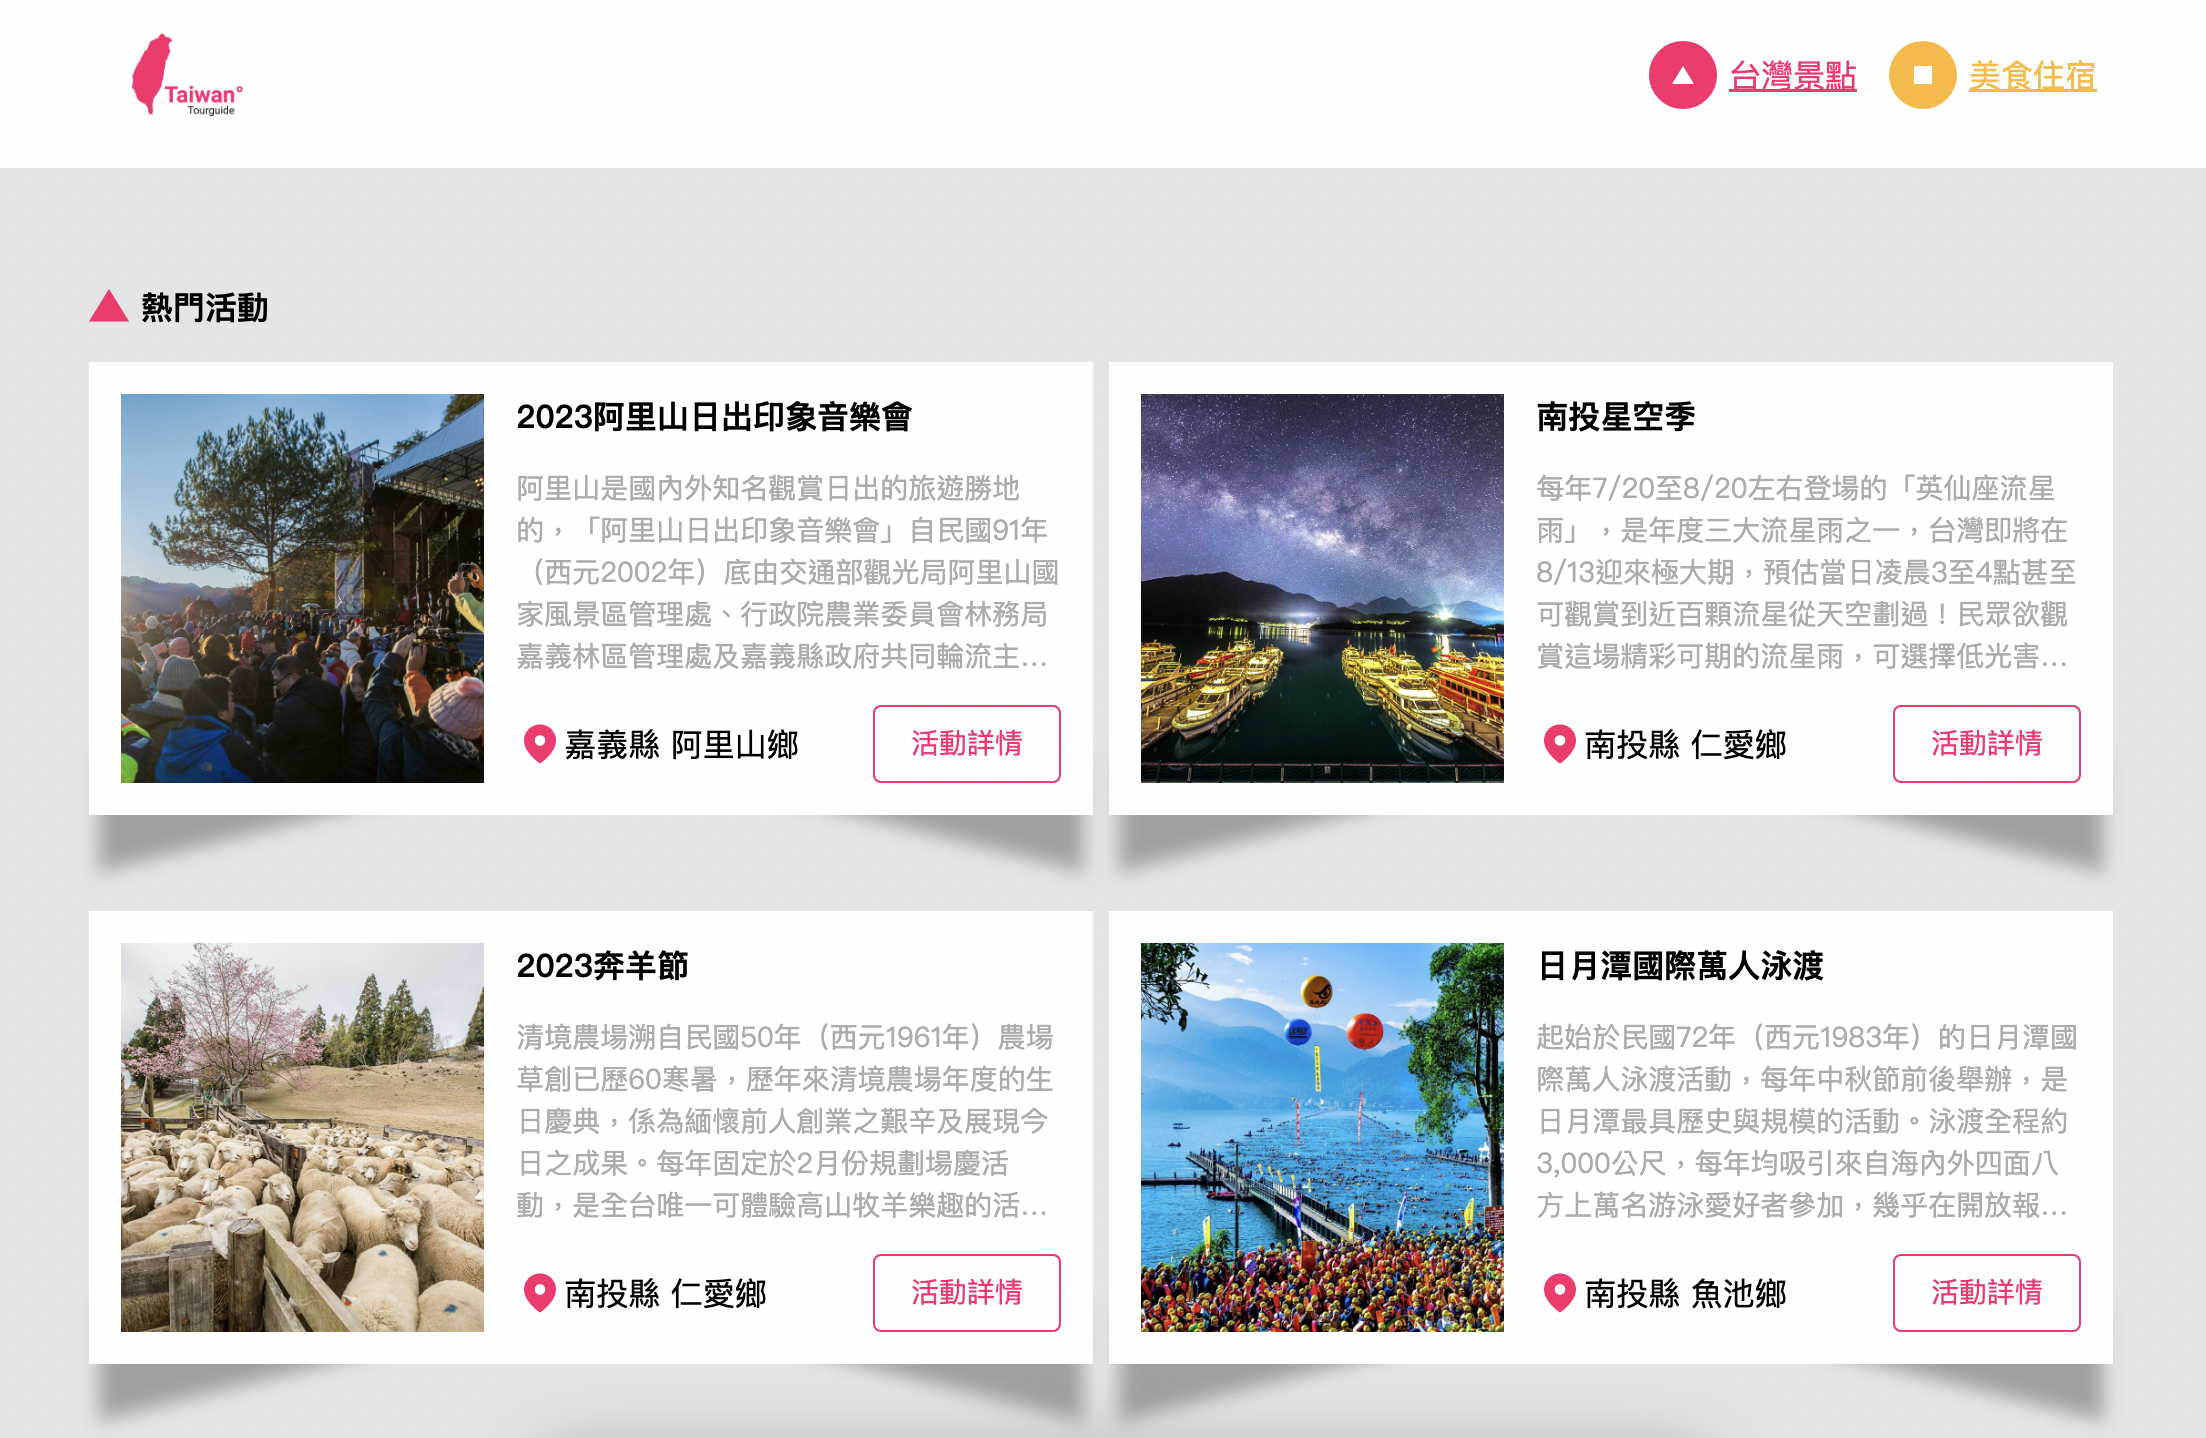 Taiwan°
Tourguide
台灣景點
美食住宿
熱門活動
2023阿里山日出印象音樂會
阿里山是國內外知名觀賞日出的旅遊勝地
的，「阿里山日出印象音樂會」自民國91年
（西元2002年）底由交通部觀光局阿里山國
家風景區管理處、行政院農業委員會林務局
嘉義林區管理處及嘉義縣政府共同輪流主...
嘉義縣 阿里山鄉
活動詳情
南投星空季
每年7/20至8/20左右登場的「英仙座流星
雨」，是年度三大流星雨之一，台灣即將在
8/13迎來極大期，預估當日凌晨3至4點甚至
可觀賞到近百顆流星從天空劃過！民眾欲觀
賞這場精彩可期的流星雨，可選擇低光害...
南投縣 仁愛鄉
活動詳情
2023奔羊節
清境農場溯自民國50年（西元1961年）農場
草創已歷60寒暑，歷年來清境農場年度的生
日慶典，係為緬懷前人創業之艱辛及展現今
日之成果。每年固定於2月份規劃場慶活
動，是全台唯一可體驗高山牧羊樂趣的活...
南投縣 仁愛鄉
活動詳情
日月潭國際萬人泳渡
起始於民國72年（西元1983年）的日月潭國
際萬人泳渡活動，每年中秋節前後舉辦，是
日月潭最具歷史與規模的活動。泳渡全程約
3,000公尺，每年均吸引來自海內外四面八
方上萬名游泳愛好者參加，幾乎在開放報...
南投縣 魚池鄉
活動詳情